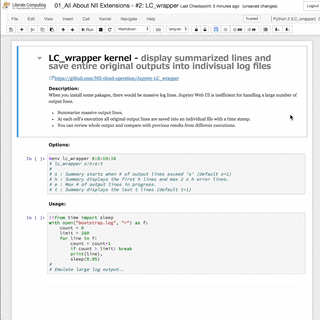 Literate Computing
01_All About NII Extensions - #2: LC_wrapper Last Checkpoint: 5 minutes ago (unsaved changes)
File Edit View Insert Cell Kernel Widgets Help
Trusted
Python 2 (LC_wrapper)
Run
Markdown
LC_wrapper kernel - display summarized lines and
save entire original outputs into indivisual log files
https://github.com/NII-cloud-operation/Jupyter-LC_wrapper
Description:
When you install some pakages, there would be massive log lines. Jupyter Web UI is inefficient for handling a large number of
output lines.
Summarize massive output lines.
At each cell's execution all original output lines are saved into an individual file with a time stamp.
You can review whole output and compare with previous results from different executions.
Options:
In [ ]:
%env lc_wrapper 8:8:10:10
# lc_wrapper s:h:e:t
#
# s : Summary starts when # of output lines exceed 's' (default s=1)
# h : Summary displays the first h lines and max 2 x h error lines.
# e : Max # of output lines in progress.
# t : Summary displays the last t lines (default t=1)
Usage:
In [ ]:
!!from time import sleep
with open("bootstrap.log", "r") as f:
count = 0
limit = 200
for line in f:
count = count+1
if count > limit: break
print(line),
sleep(0.05)
#
# Emulate large log output..